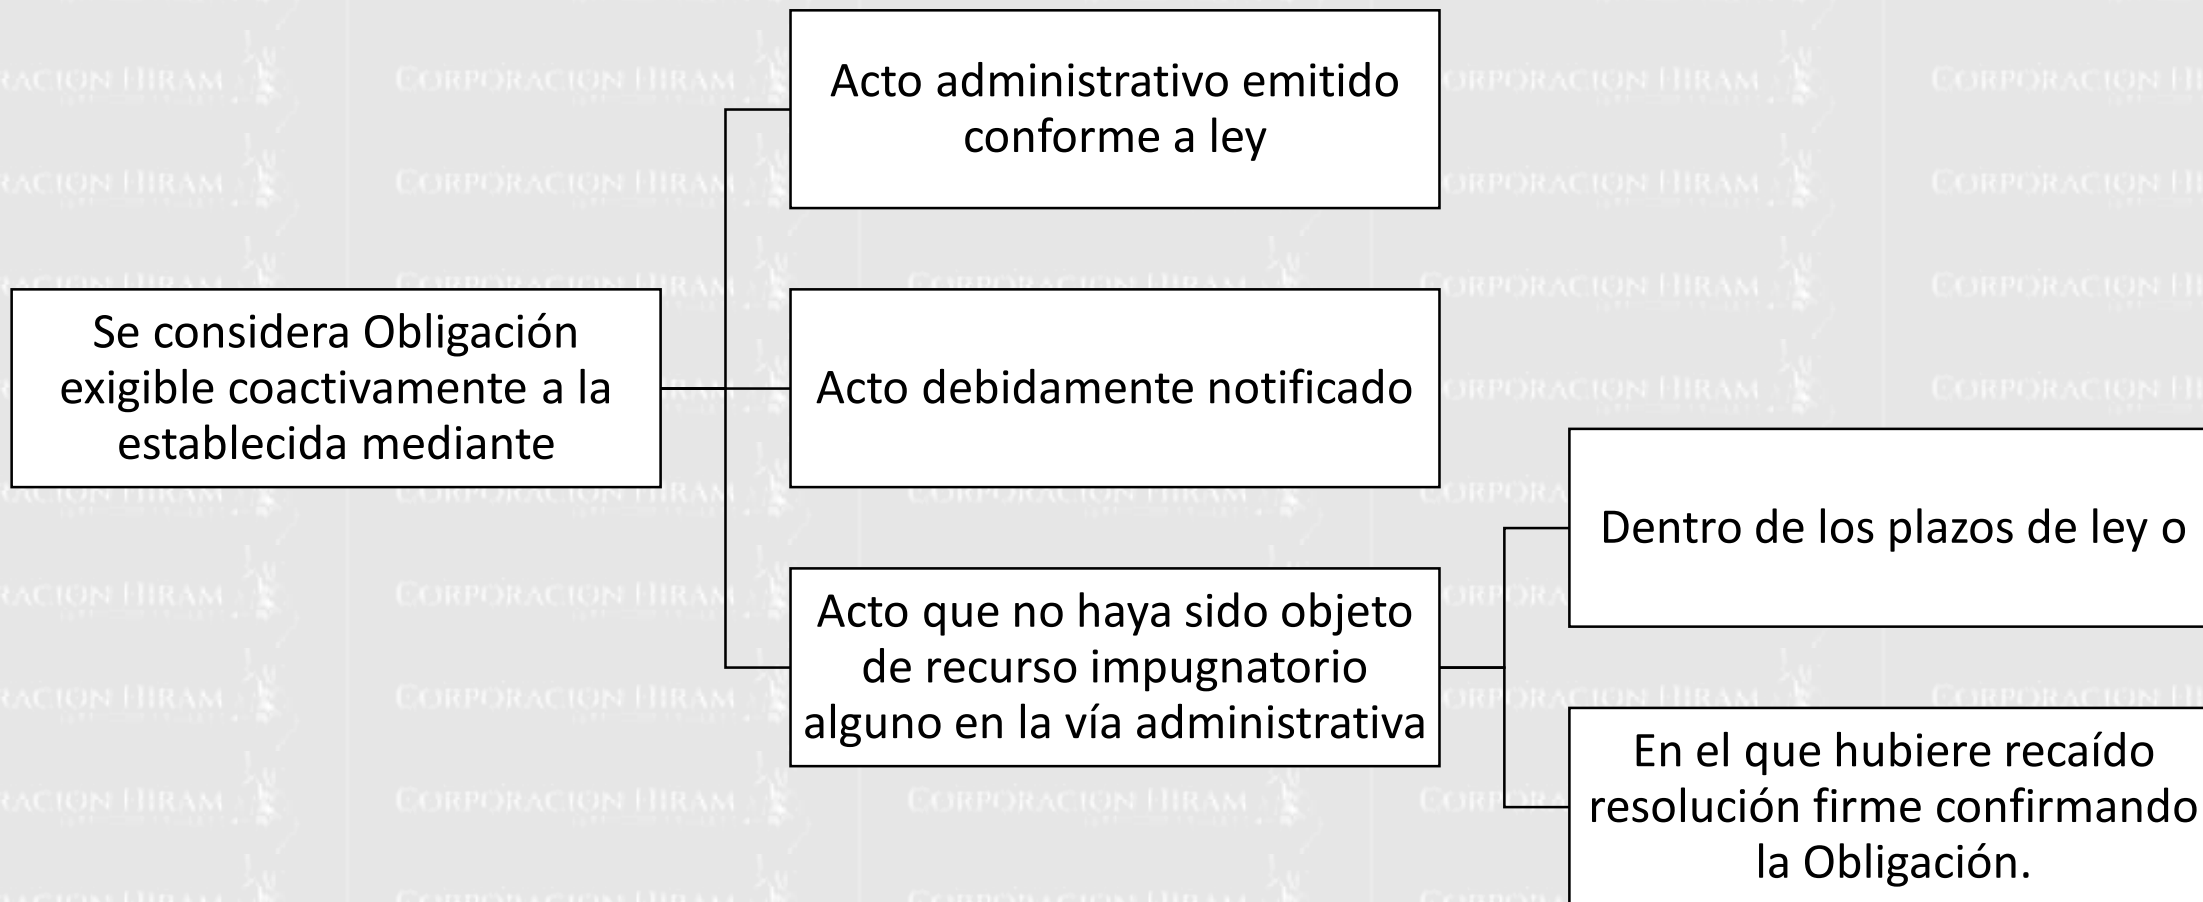 Acto administrativo emitido
conforme a ley
Se considera Obligación
exigible coactivamente a la
establecida mediante
Acto debidamente notificado
Acto que no haya sido objeto
de recurso impugnatorio
alguno en la vía administrativa
Dentro de los plazos de ley o
En el que hubiere recaído
resolución firme confirmando
la Obligación.
CORPORACION HIRAM